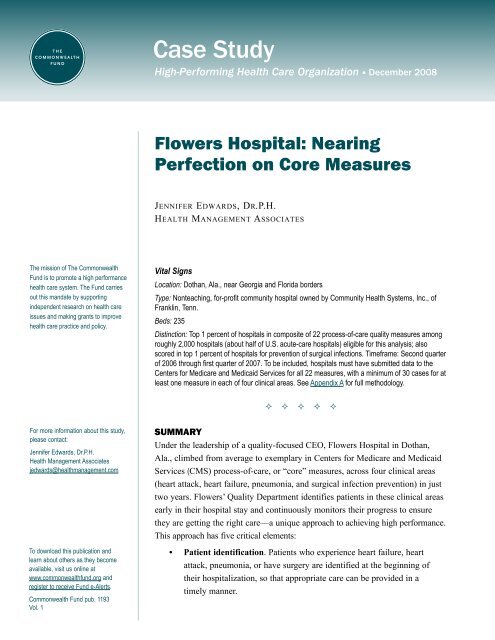 THE
COMMONWEALTH
FUND
Case Study
High-Performing Health Care Organization • December 2008
Flowers Hospital: Nearing
Perfection on Core Measures
JENNIFER EDWARDS, DR.P.H.
HEALTH MANAGEMENT ASSOCIATES
The mission of The Commonwealth
Fund is to promote a high performance
health care system. The Fund carries
out this mandate by supporting
independent research on health care
issues and making grants to improve
health care practice and policy.
Vital Signs
Location: Dothan, Ala., near Georgia and Florida borders
Type: Nonteaching, for-profit community hospital owned by Community Health Systems, Inc., of
Franklin, Tenn.
Beds: 235
Distinction: Top 1 percent of hospitals in composite of 22 process-of-care quality measures among
roughly 2,000 hospitals (about half of U.S. acute-care hospitals) eligible for this analysis; also
scored in top 1 percent of hospitals for prevention of surgical infections. Timeframe: Second quarter
of 2006 through first quarter of 2007. To be included, hospitals must have submitted data to the
Centers for Medicare and Medicaid Services for all 22 measures, with a minimum of 30 cases for at
least one measure in each of four clinical areas. See Appendix A for full methodology.
For more information about this study,
please contact:
Jennifer Edwards, Dr.P.H.
Health Management Associates
jedwards@healthmanagement.com
To download this publication and
learn about others as they become
available, visit us online at
www.commonwealthfund.org and
register to receive Fund e-Alerts.
Commonwealth Fund pub. 1193
Vol. 1
SUMMARY
Under the leadership of a quality-focused CEO, Flowers Hospital in Dothan,
Ala., climbed from average to exemplary in Centers for Medicare and Medicaid
Services (CMS) process-of-care, or “core” measures, across four clinical areas
(heart attack, heart failure, pneumonia, and surgical infection prevention) in just
two years. Flowers’ Quality Department identifies patients in these clinical areas
early in their hospital stay and continuously monitors their progress to ensure
they are getting the right care—a unique approach to achieving high performance.
This approach has five critical elements:
• Patient identification. Patients who experience heart failure, heart
attack, pneumonia, or have surgery are identified at the beginning of
their hospitalization, so that appropriate care can be provided in a
timely manner.